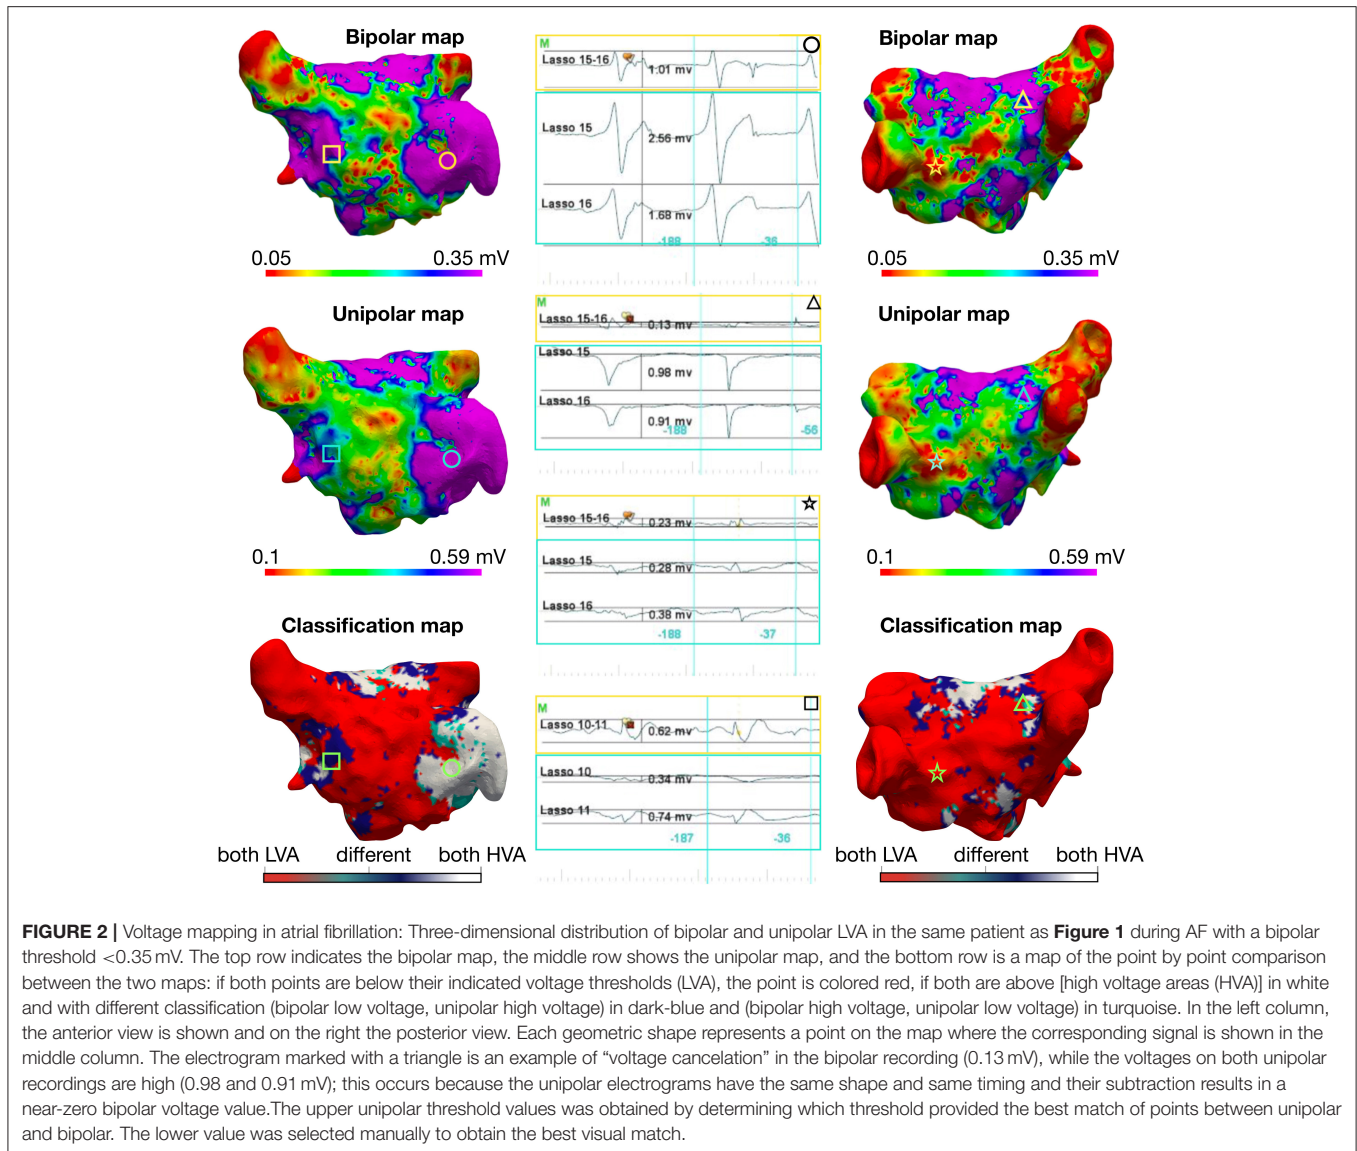 Bipolar map
0.05 0.35 mV
Unipolar map
0.1 0.59 mV
Classification map
both LVA different both HVA
M
Lasso 15-16
1.01 mv
Lasso 15
2.56 mv
Lasso 16
1.68 mv
-188 -36
M
Lasso 15-16
0.13 mv
Lasso 15
0.98 mv
Lasso 16
0.91 mv
-188 -56
M
Lasso 15-16
0.23 mv
Lasso 15
0.28 mv
Lasso 16
0.38 mv
-188 -37
M
Lasso 10-11
0.62 mv
Lasso 10
0.34 mv
Lasso 11
0.74 mv
-187 -36
Bipolar map
0.05 0.35 mV
Unipolar map
0.1 0.59 mV
Classification map
both LVA different both HVA
FIGURE 2 | Voltage mapping in atrial fibrillation: Three-dimensional distribution of bipolar and unipolar LVA in the same patient as Figure 1 during AF with a bipolar
threshold <0.35 mV. The top row indicates the bipolar map, the middle row shows the unipolar map, and the bottom row is a map of the point by point comparison
between the two maps: if both points are below their indicated voltage thresholds (LVA), the point is colored red, if both are above [high voltage areas (HVA)] in white
and with different classification (bipolar low voltage, unipolar high voltage) in dark-blue and (bipolar high voltage, unipolar low voltage) in turquoise. In the left column,
the anterior view is shown and on the right the posterior view. Each geometric shape represents a point on the map where the corresponding signal is shown in the
middle column. The electrogram marked with a triangle is an example of “voltage cancelation” in the bipolar recording (0.13 mV), while the voltages on both unipolar
recordings are high (0.98 and 0.91 mV); this occurs because the unipolar electrograms have the same shape and same timing and their subtraction results in a
near-zero bipolar voltage value.The upper unipolar threshold values was obtained by determining which threshold provided the best match of points between unipolar
and bipolar. The lower value was selected manually to obtain the best visual match.